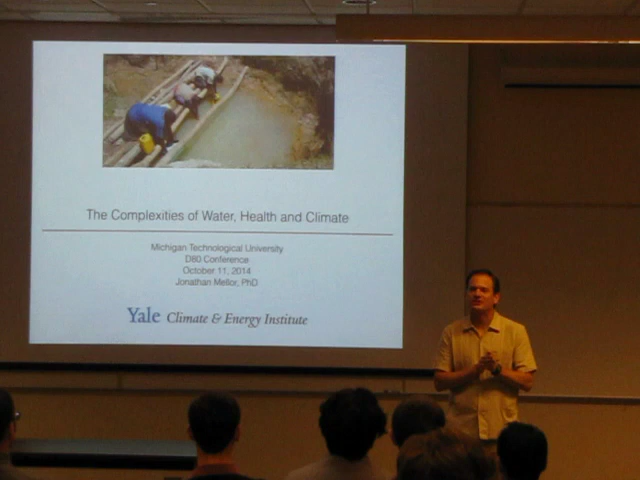 The Complexities of Water, Health and Climate
Michigan Technological University
D80 Conference
October 11, 2014
Jonathan Mellor, PhD
Yale Climate & Energy Institute